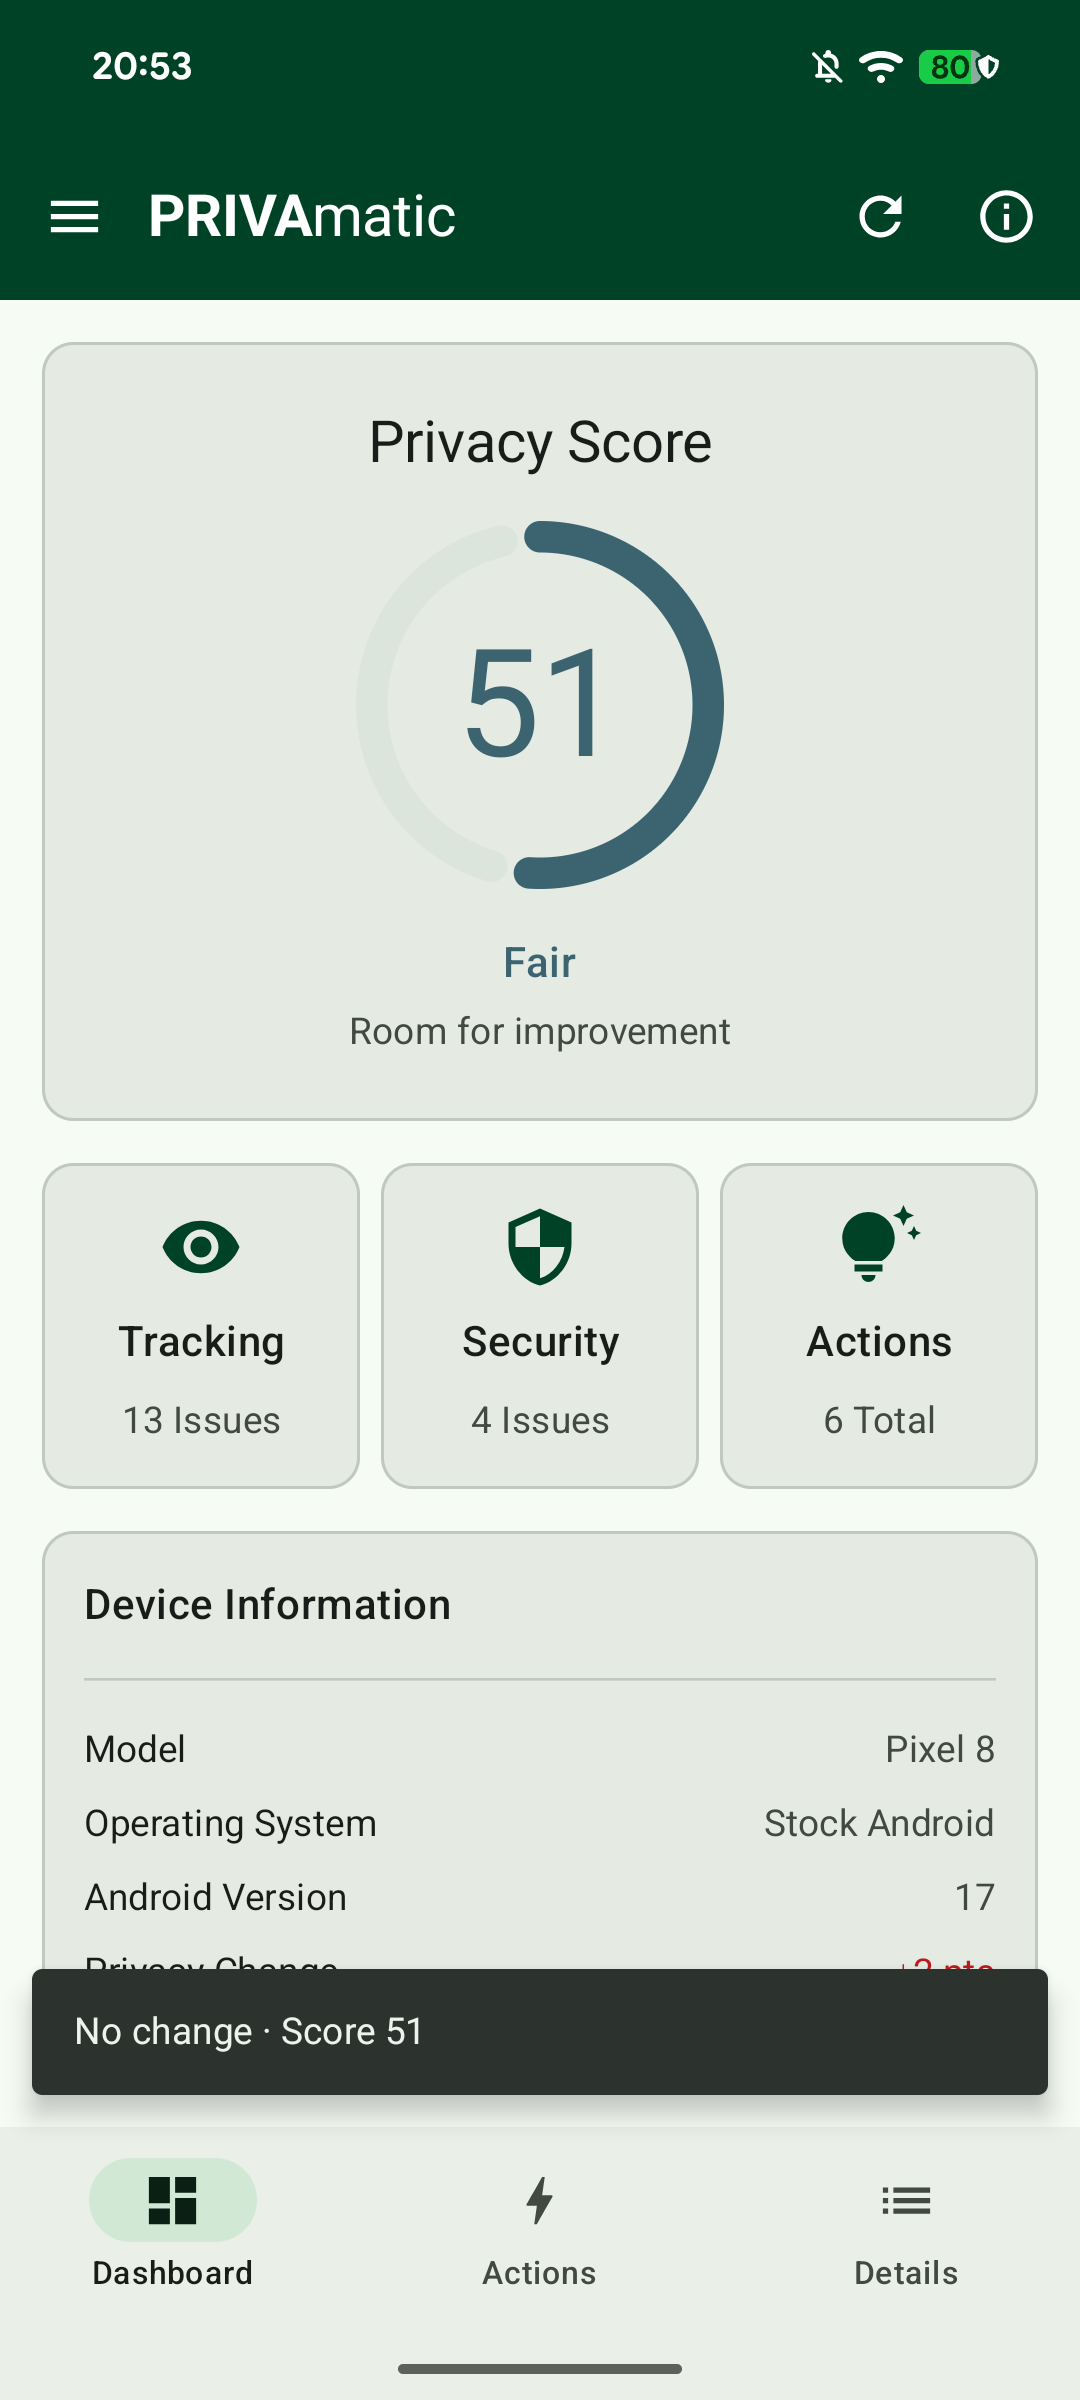 20:53
80
PRIVAmatic
Privacy Score
51
Fair
Room for improvement
Tracking
13 Issues
Security
4 Issues
Actions
6 Total
Device Information
Model
Pixel 8
Operating System
Stock Android
Android Version
17
Privacy Change
No change · Score 51
Dashboard
Actions
Details